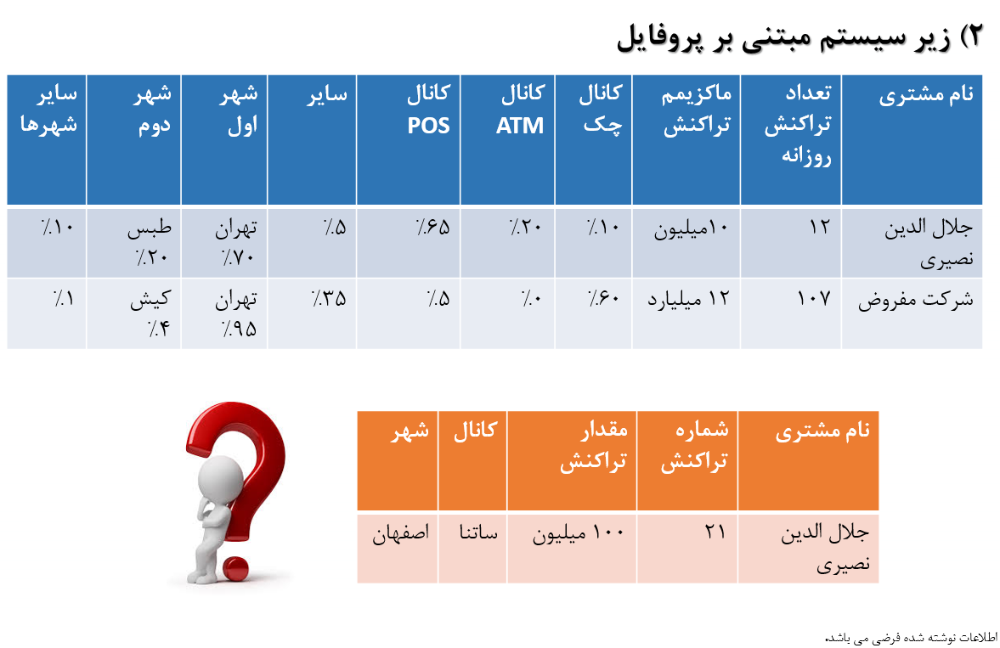 ۲) زیر سیستم مبتنی بر پروفایل
نام مشتری
تعداد
تراکنش
روزانه
ماکزیمم
تراکنش
کانال
چک
کانال
ATM
کانال
POS
سایر
شهر
اول
شهر
دوم
سایر
شهرها
جلال الدین
نصیری
۱۲
۱۰میلیون
۱۰٪
۲۰٪
۶۵٪
۵٪
تهران
۷۰٪
طبس
۲۰٪
۱۰٪
شرکت مفروض
۱۰۷
۱۲ میلیارد
۶۰٪
۰٪
۵٪
۳۵٪
تهران
۹۵٪
کیش
۴٪
۱٪
نام مشتری
شماره
تراکنش
مقدار
تراکنش
کانال
شهر
جلال الدین
نصیری
۲۱
۱۰۰ میلیون
ساتنا
اصفهان
اطلاعات نوشته شده فرضی می باشد.